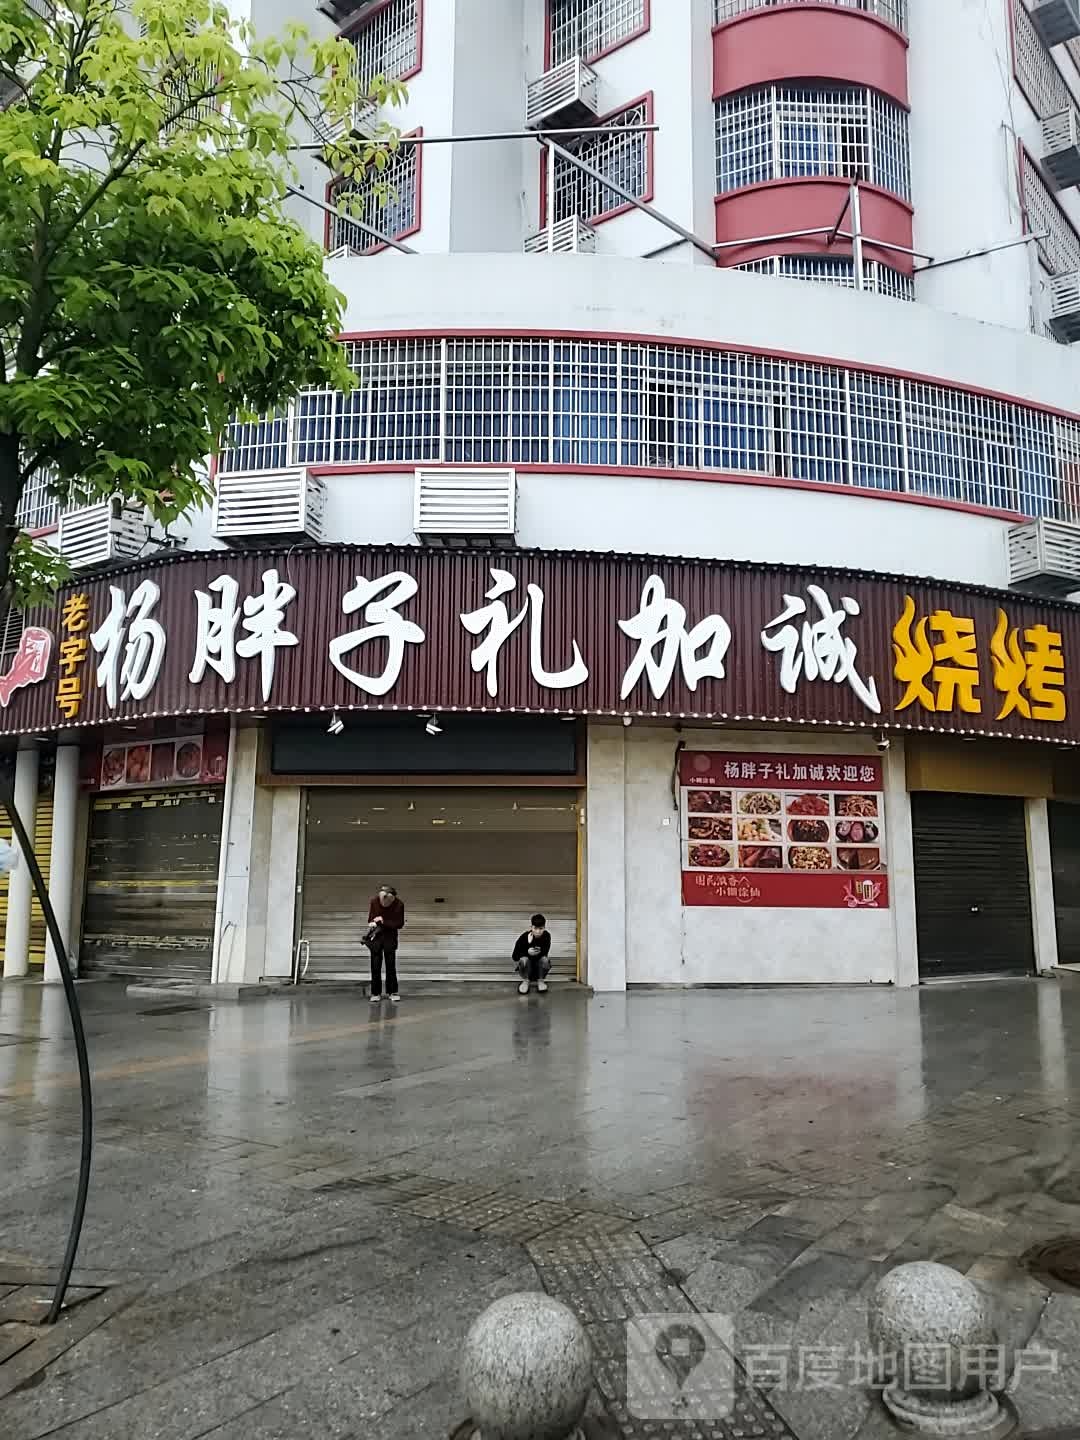 老字号
杨胖子礼加诚烧烤
杨胖子礼加诚欢迎您
百度地图用户